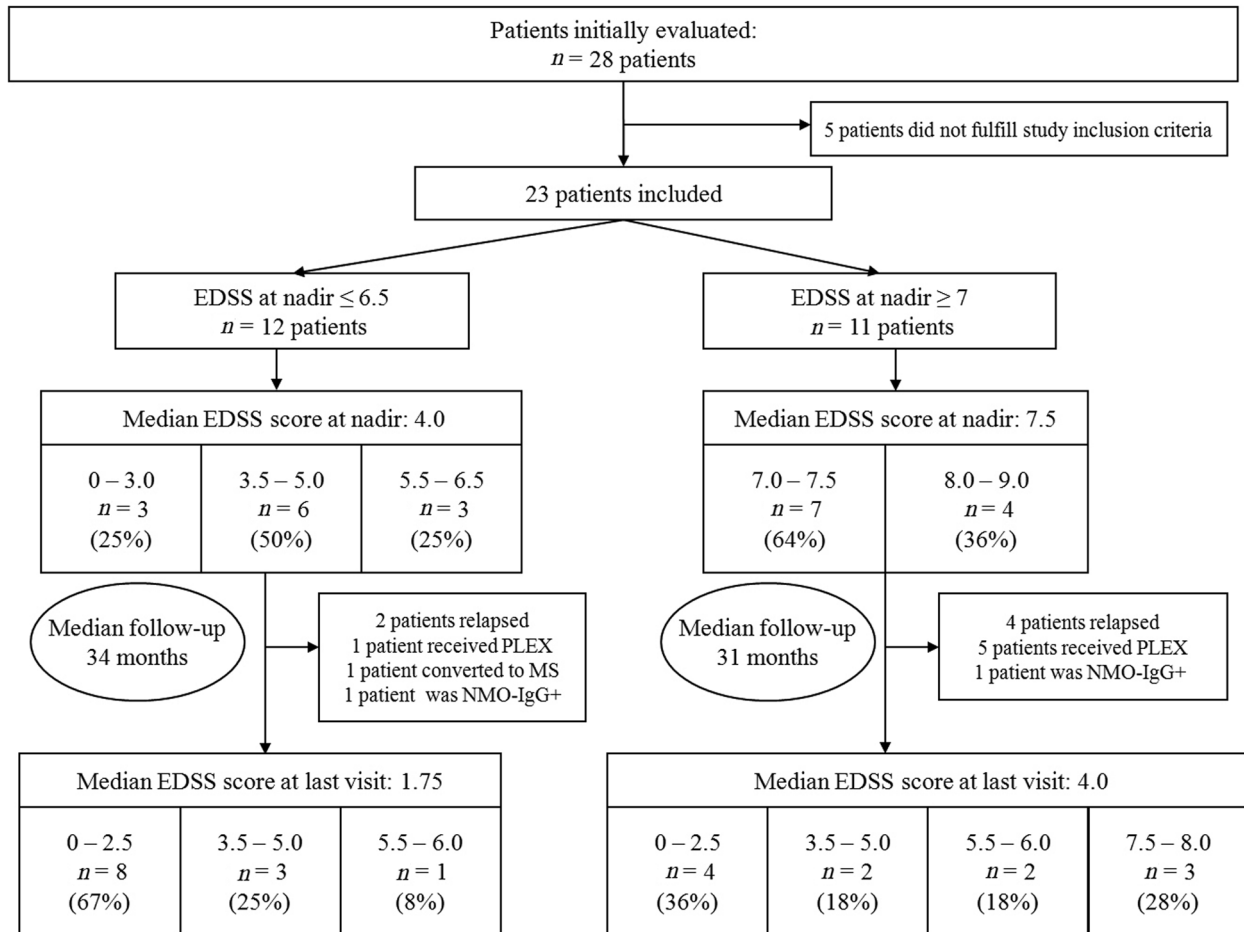 Patients initially evaluated:
n = 28 patients
5 patients did not fulfill study inclusion criteria
23 patients included
EDSS at nadir ≤ 6.5
n = 12 patients
EDSS at nadir ≥ 7
n = 11 patients
Median EDSS score at nadir: 4.0
0 – 3.0
n = 3
(25%)
3.5 – 5.0
n = 6
(50%)
5.5 – 6.5
n = 3
(25%)
Median EDSS score at nadir: 7.5
7.0 – 7.5
n = 7
(64%)
8.0 – 9.0
n = 4
(36%)
Median follow-up
34 months
2 patients relapsed
1 patient received PLEX
1 patient converted to MS
1 patient was NMO-IgG+
Median follow-up
31 months
4 patients relapsed
5 patients received PLEX
1 patient was NMO-IgG+
Median EDSS score at last visit: 1.75
0 – 2.5
n = 8
(67%)
3.5 – 5.0
n = 3
(25%)
5.5 – 6.0
n = 1
(8%)
Median EDSS score at last visit: 4.0
0 – 2.5
n = 4
(36%)
3.5 – 5.0
n = 2
(18%)
5.5 – 6.0
n = 2
(18%)
7.5 – 8.0
n = 3
(28%)